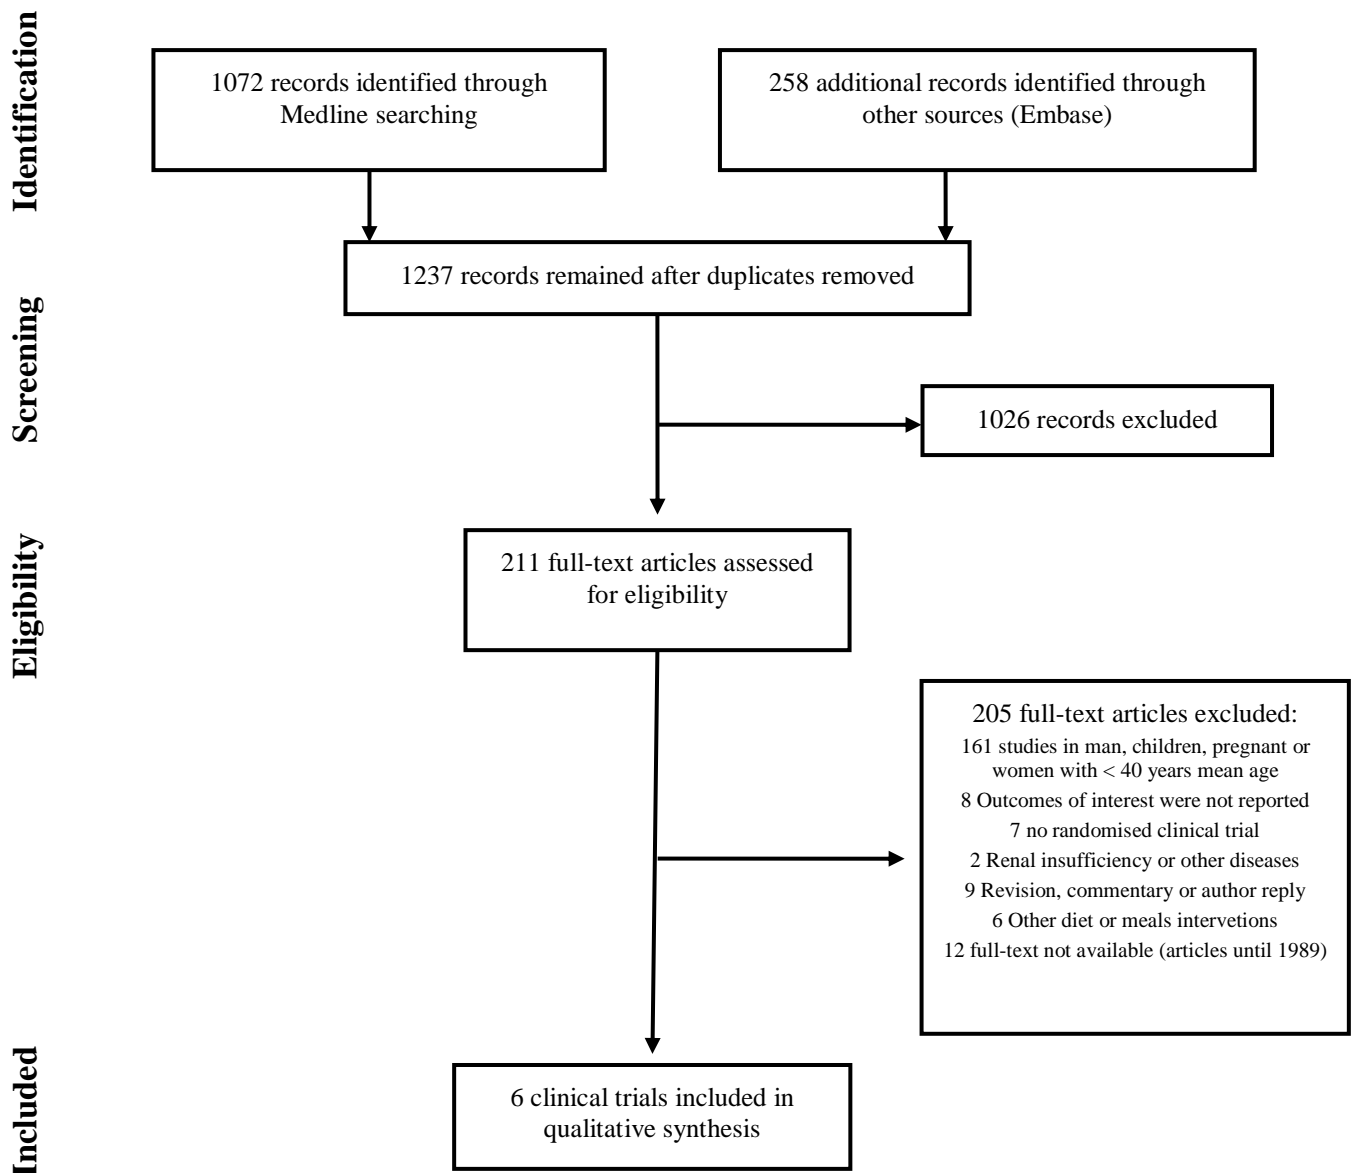 Identification
1072 records identified through
Medline searching
258 additional records identified through
other sources (Embase)
1237 records remained after duplicates removed
Screening
1026 records excluded
Eligibility
211 full-text articles assessed
for eligibility
205 full-text articles excluded:
161 studies in man, children, pregnant or
women with < 40 years mean age
8 Outcomes of interest were not reported
7 no randomised clinical trial
2 Renal insufficiency or other diseases
9 Revision, commentary or author reply
6 Other diet or meals intervetions
12 full-text not available (articles until 1989)
Included
6 clinical trials included in
qualitative synthesis